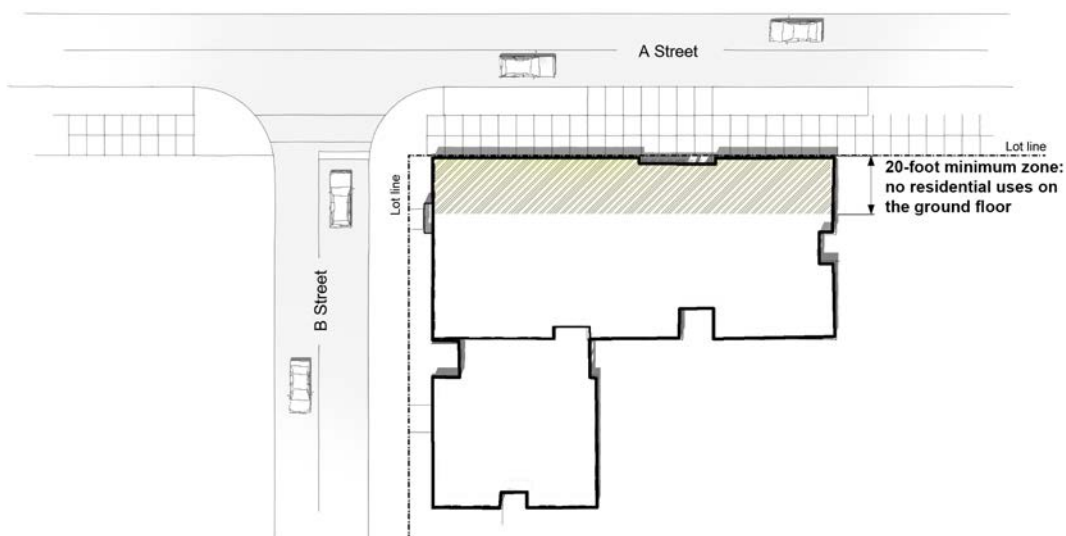 A Street
Lot line
20-foot minimum zone:
no residential uses on
the ground floor
Lot line
B Street